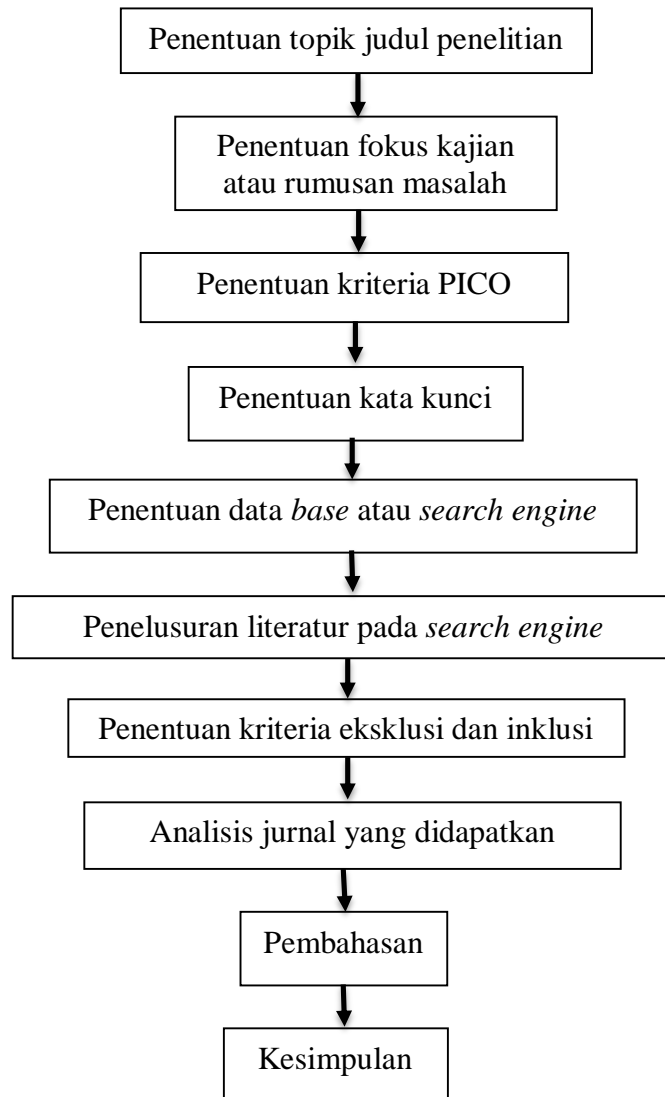 Penentuan topik judul penelitian
Penentuan fokus kajian
atau rumusan masalah
Penentuan kriteria PICO
Penentuan kata kunci
Penentuan data base atau search engine
Penelusuran literatur pada search engine
Penentuan kriteria eksklusi dan inklusi
Analisis jurnal yang didapatkan
Pembahasan
Kesimpulan